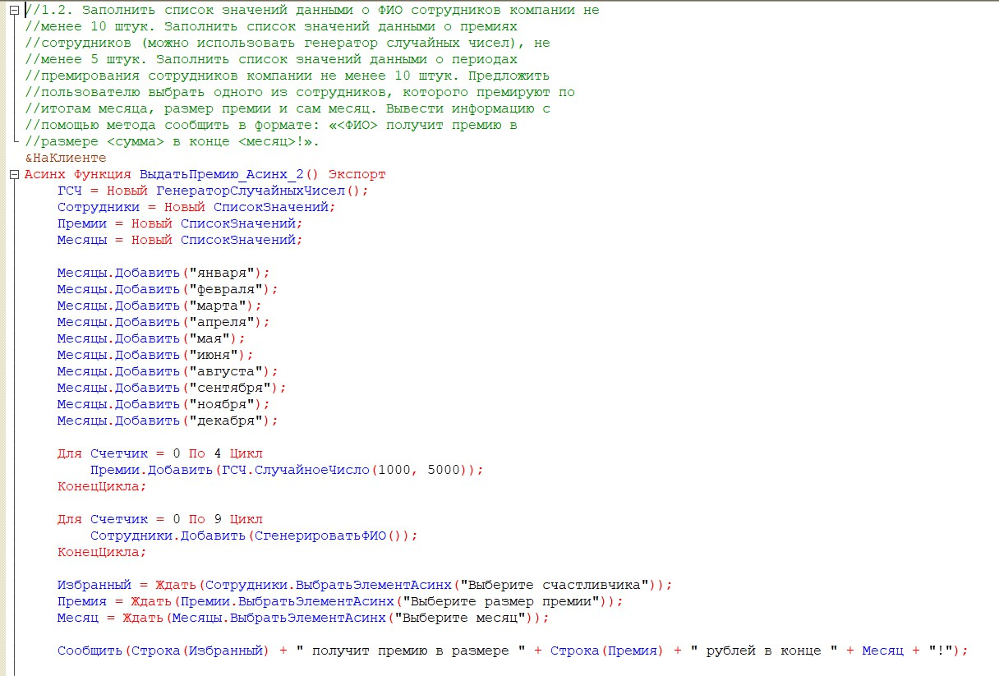 //1.2. Заполнить список значений данными о ФИО сотрудников компании не
//менее 10 штук. Заполнить список значений данными о премиях
//сотрудников (можно использовать генератор случайных чисел), не
//менее 5 штук. Заполнить список значений данными о периодах
//премирования сотрудников компании не менее 10 штук. Предложить
//пользователю выбрать одного из сотрудников, которого премируют по
//итогам месяца, размер премии и сам месяц. Вывести информацию с
//помощью метода сообщить в формате: «<ФИО> получит премию в
//размере <сумма> в конце <месяц>!».
&НаКлиенте
Асинх Функция ВыдатьПремию_Асинх_2() Экспорт
ГСЧ = Новый ГенераторСлучайныхЧисел();
Сотрудники = Новый СписокЗначений;
Премии = Новый СписокЗначений;
Месяцы = Новый СписокЗначений;
Месяцы.Добавить("января");
Месяцы.Добавить("февраля");
Месяцы.Добавить("марта");
Месяцы.Добавить("апреля");
Месяцы.Добавить("мая");
Месяцы.Добавить("июня");
Месяцы.Добавить("августа");
Месяцы.Добавить("сентября");
Месяцы.Добавить("ноября");
Месяцы.Добавить("декабря");
Для Счетчик = 0 По 4 Цикл
Премии.Добавить(ГСЧ.СлучайноеЧисло(1000, 5000));
КонецЦикла;
Для Счетчик = 0 По 9 Цикл
Сотрудники.Добавить(СгенерироватьФИО());
КонецЦикла;
Избранный = Ждать(Сотрудники.ВыбратьЭлементАсинх("Выберите счастливчика"));
Премия = Ждать(Премии.ВыбратьЭлементАсинх("Выберите размер премии"));
Месяц = Ждать(Месяцы.ВыбратьЭлементАсинх("Выберите месяц"));
Сообщить(Строка(Избранный) + " получит премию в размере " + Строка(Премия) + " рублей в конце " + Месяц + "!");